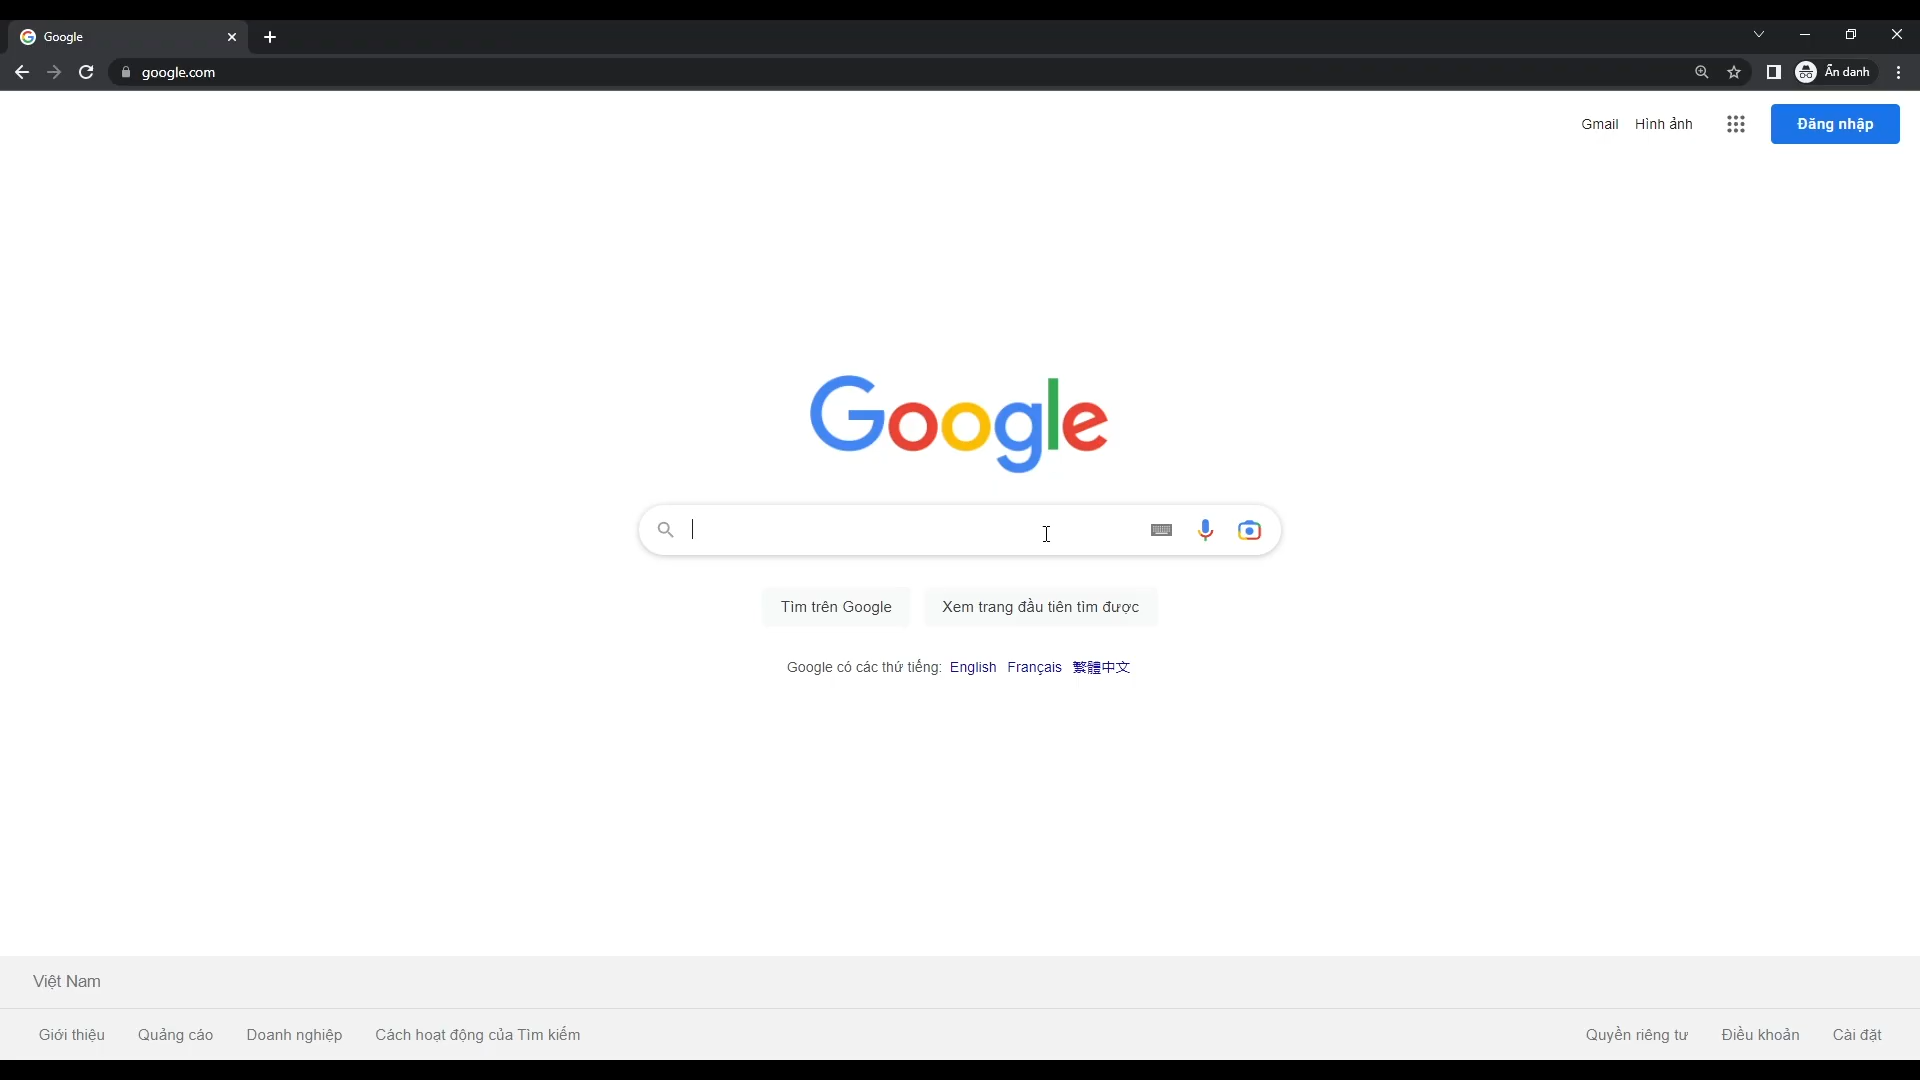 Google
google.com
Ẩn danh
Gmail Hình ảnh
Đăng nhập
Google
Tìm trên Google
Xem trang đầu tiên tìm được
Google có các thứ tiếng: English Français 繁體中文
Việt Nam
Giới thiệu Quảng cáo Doanh nghiệp Cách hoạt động của Tìm kiếm
Quyền riêng tư Điều khoản Cài đặt